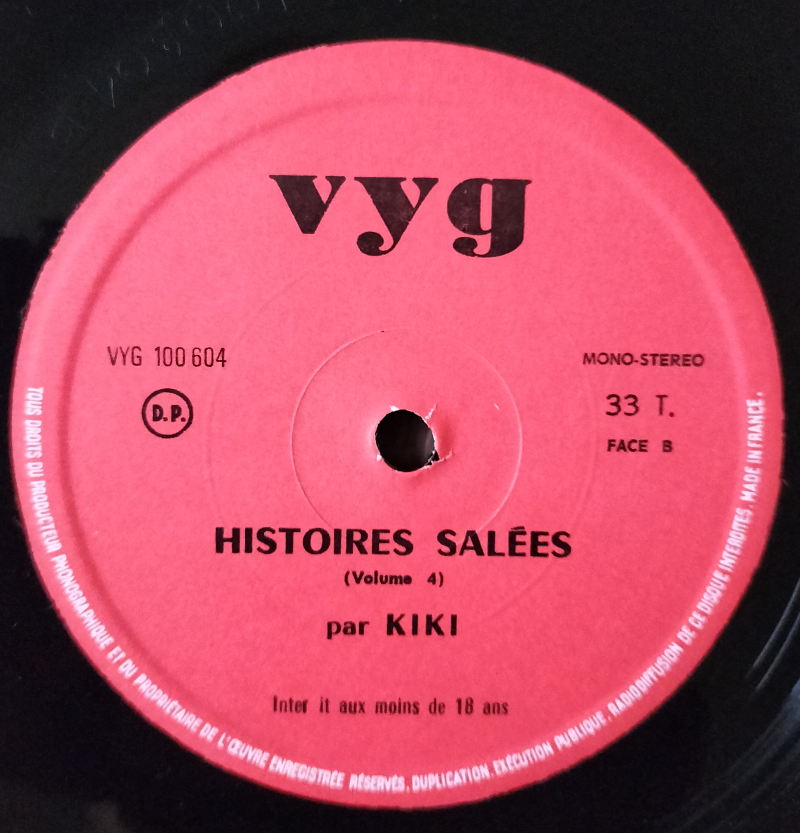 vyg
VYG 100 604
MONO-STEREO
D.P.
33 T.
FACE B
HISTOIRES SALÉES
(Volume 4)
par KIKI
Inter it aux moins de 18 ans
TOUS DROITS DU PRODUCTEUR PHONOGRAPHIQUE ET DU PROPRIÉTAIRE DE L'ŒUVRE ENREGISTRÉE RÉSERVÉS. DUPLICATION. EXÉCUTION PUBLIQUE. RADIODIFFUSION DE CE DISQUE INTERDITES. MADE IN FRANCE.